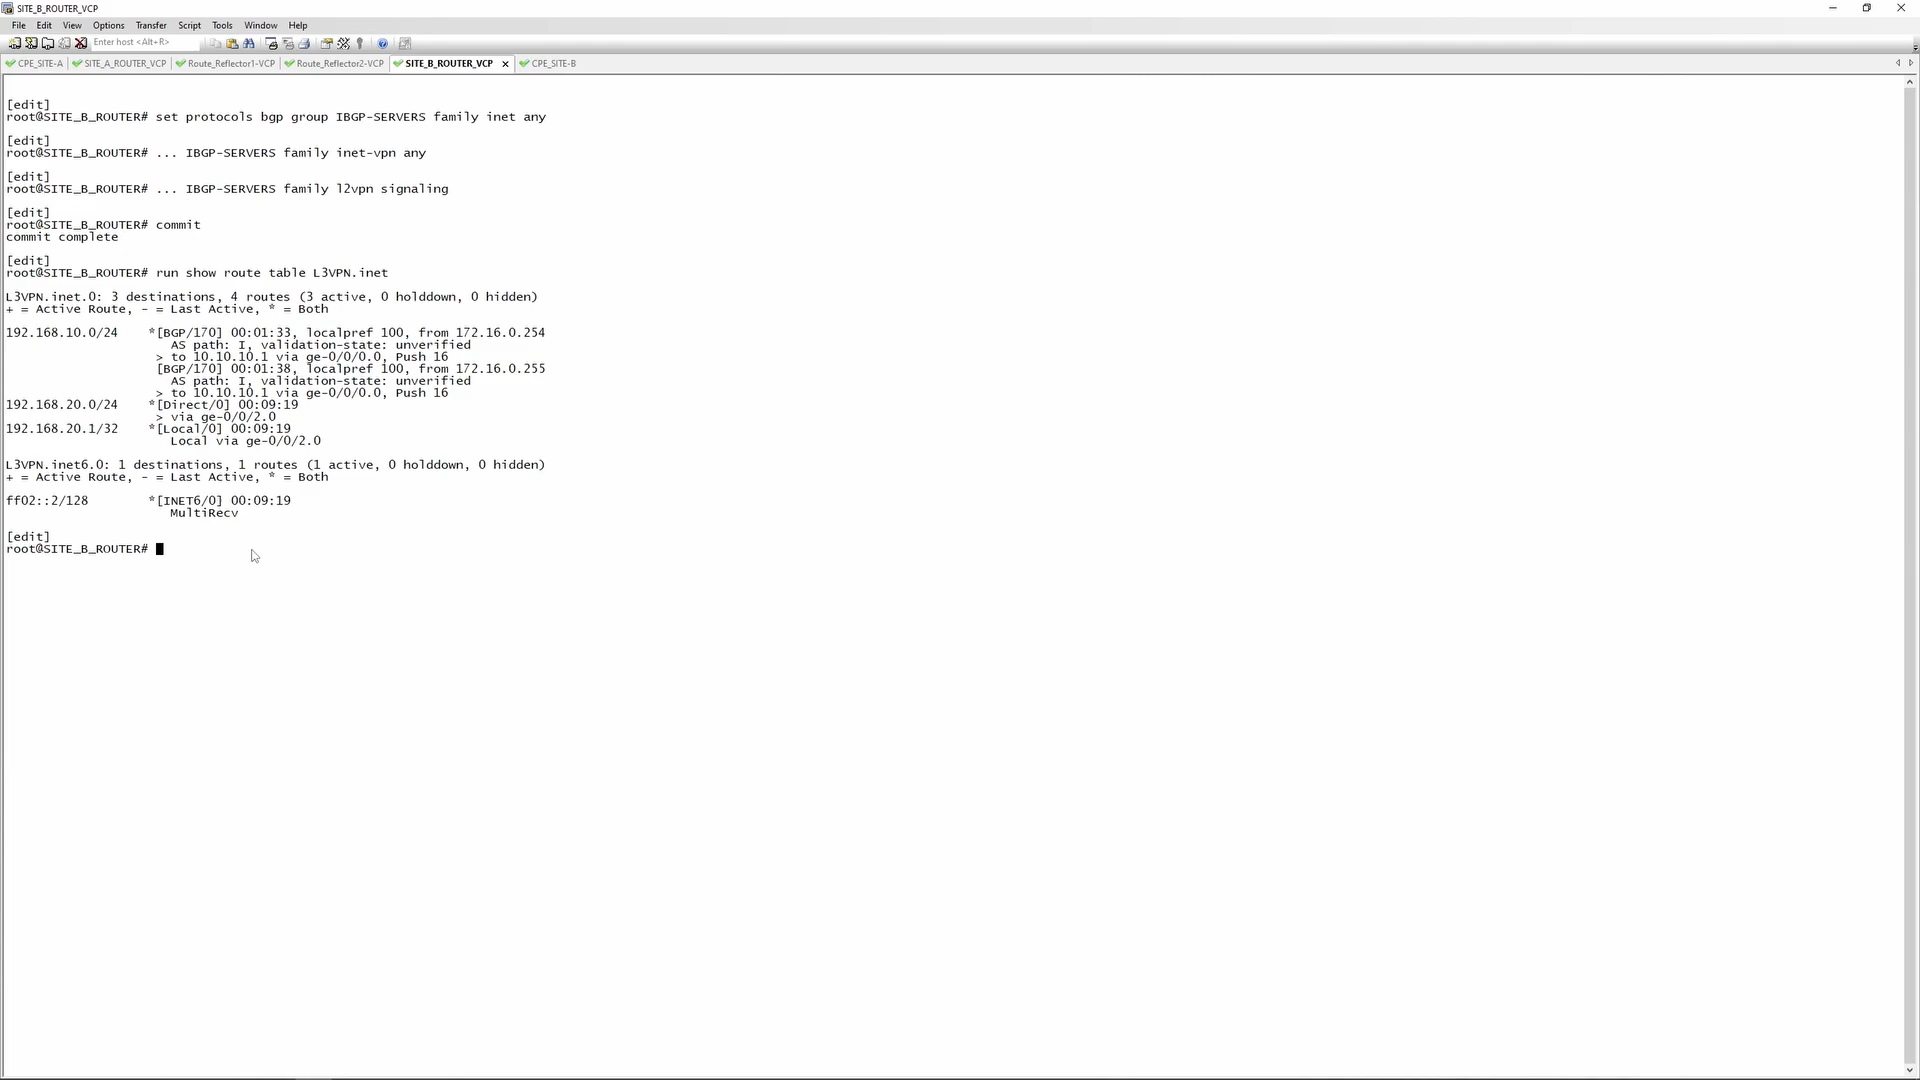 SITE_B_ROUTER_VCP
File Edit View Options Transfer Script Tools Window Help
Enter host <Alt+R>
CPE_SITE-A SITE_A_ROUTER_VCP Route_Reflector1-VCP Route_Reflector2-VCP SITE_B_ROUTER_VCP CPE_SITE-B
[edit]
root@SITE_B_ROUTER# set protocols bgp group IBGP-SERVERS family inet any
[edit]
root@SITE_B_ROUTER# ... IBGP-SERVERS family inet-vpn any
[edit]
root@SITE_B_ROUTER# ... IBGP-SERVERS family l2vpn signaling
[edit]
root@SITE_B_ROUTER# commit
commit complete
[edit]
root@SITE_B_ROUTER# run show route table L3VPN.inet
L3VPN.inet.0: 3 destinations, 4 routes (3 active, 0 holddown, 0 hidden)
+ = Active Route, - = Last Active, * = Both
192.168.10.0/24 *[BGP/170] 00:01:33, localpref 100, from 172.16.0.254
AS path: I, validation-state: unverified
> to 10.10.10.1 via ge-0/0/0.0, Push 16
[BGP/170] 00:01:38, localpref 100, from 172.16.0.255
AS path: I, validation-state: unverified
> to 10.10.10.1 via ge-0/0/0.0, Push 16
192.168.20.0/24 *[Direct/0] 00:09:19
> via ge-0/0/2.0
192.168.20.1/32 *[Local/0] 00:09:19
Local via ge-0/0/2.0
L3VPN.inet6.0: 1 destinations, 1 routes (1 active, 0 holddown, 0 hidden)
+ = Active Route, - = Last Active, * = Both
ff02::2/128 *[INET6/0] 00:09:19
MultiRecv
[edit]
root@SITE_B_ROUTER#